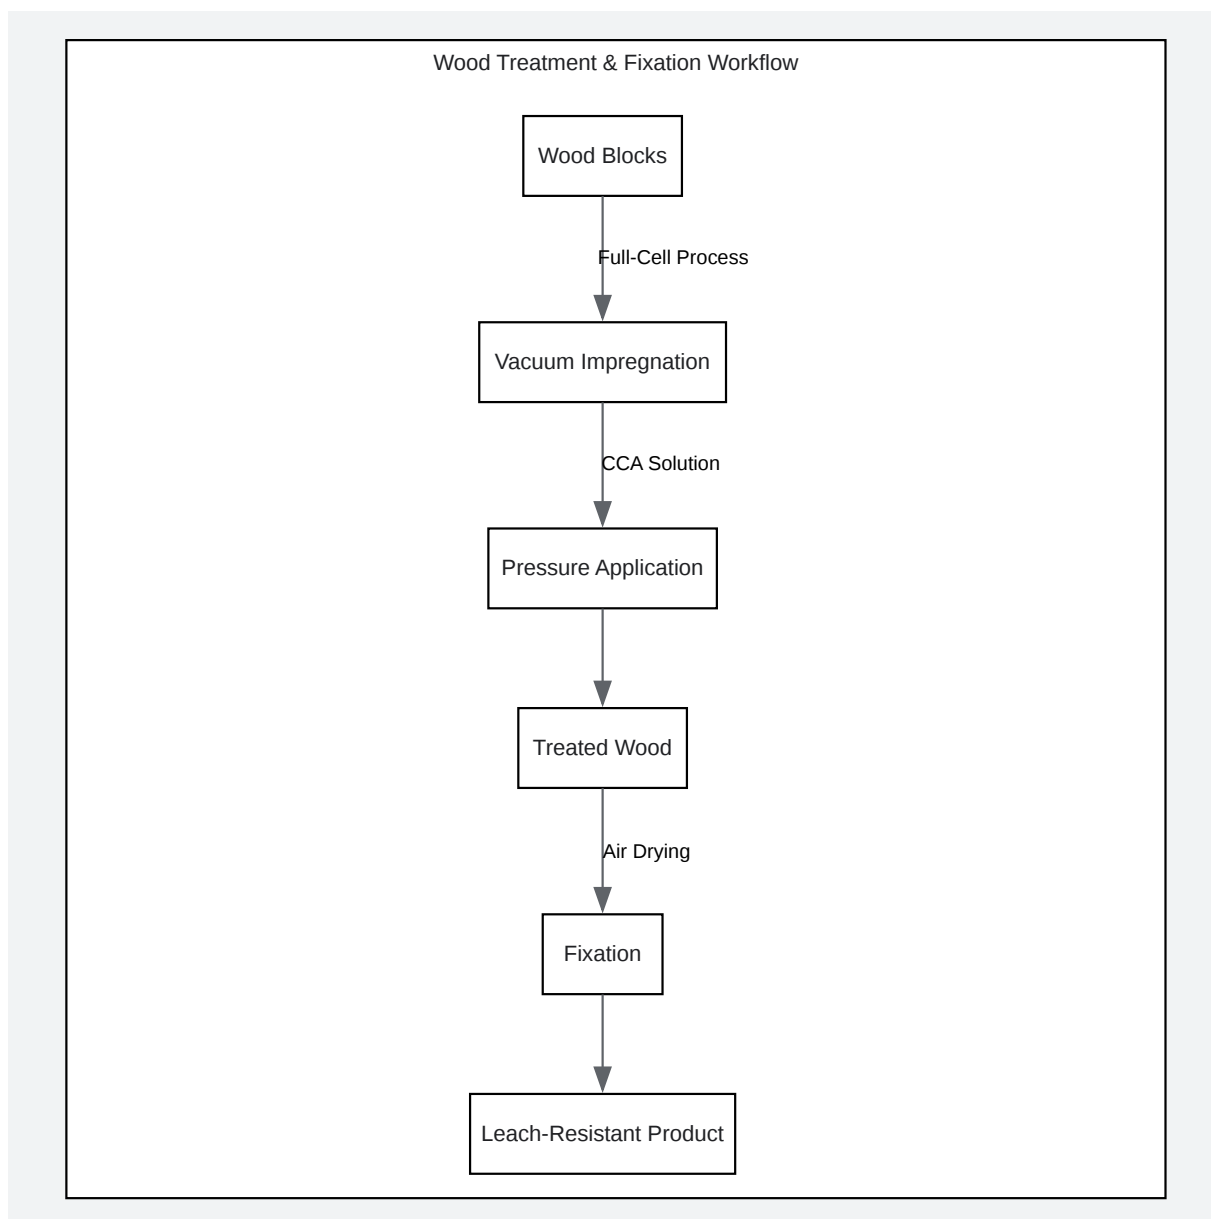 Wood Treatment & Fixation Workflow
Wood Blocks
Full-Cell Process
Vacuum Impregnation
CCA Solution
Pressure Application
Treated Wood
Air Drying
Fixation
Leach-Resistant Product